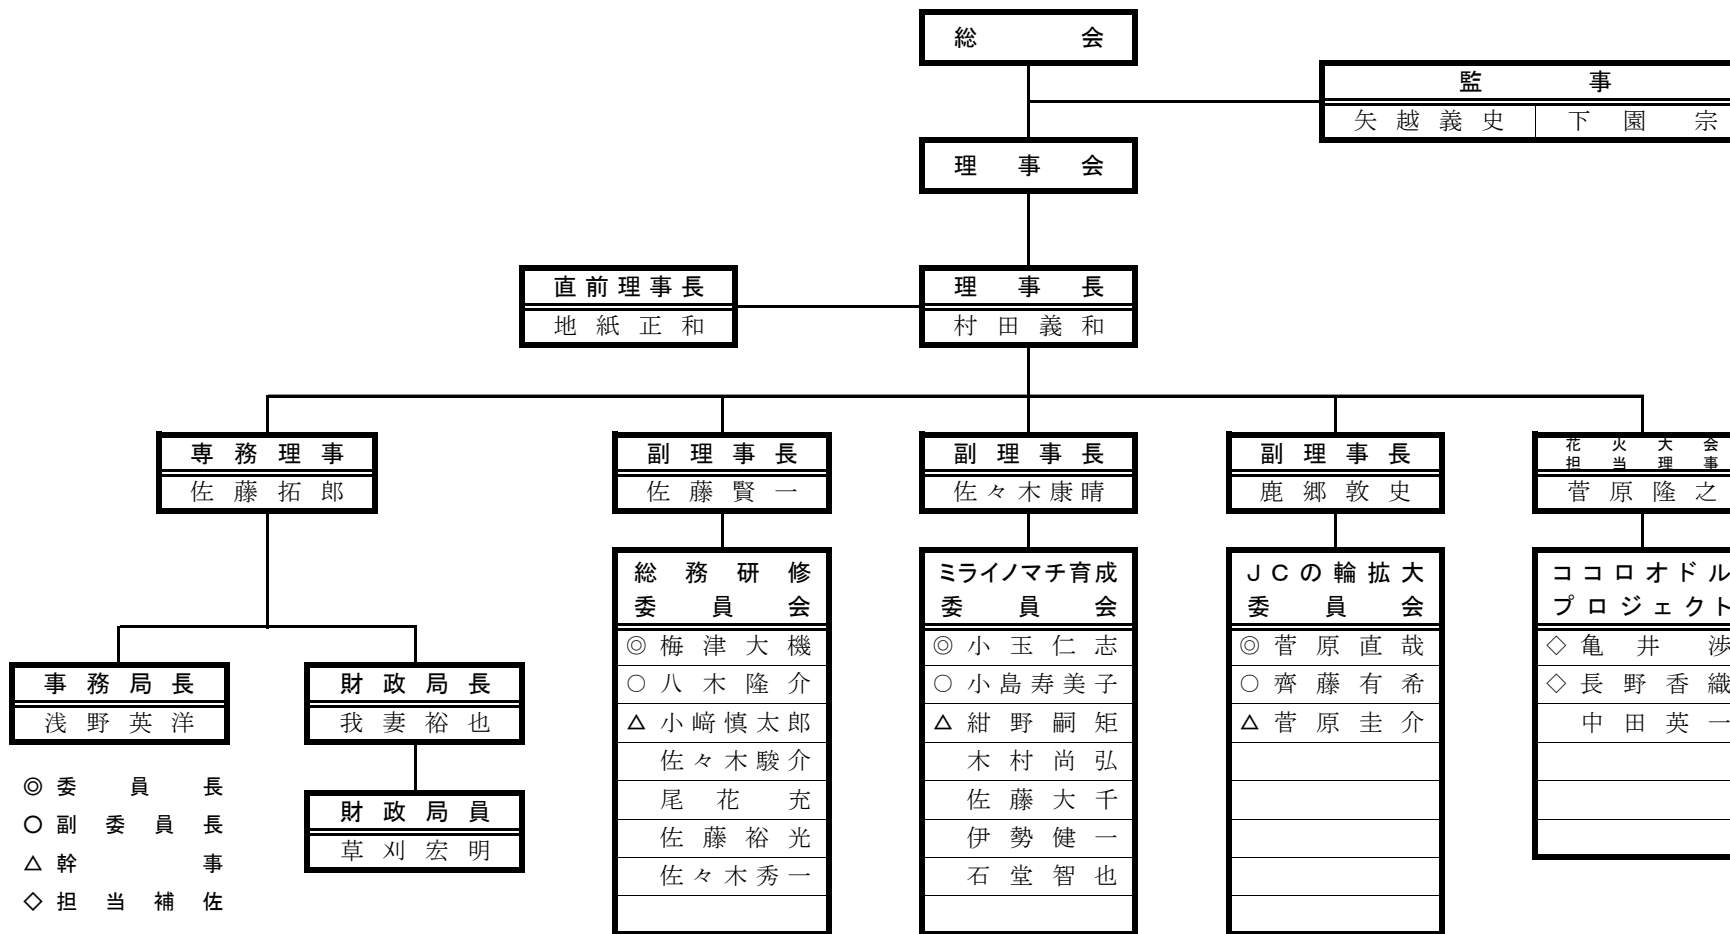 総会
監事
矢越義史 下園宗
理事会
直前理事長
地紙正和
理事長
村田義和
専務理事
佐藤拓郎
事務局長
浅野英洋
財政局長
我妻裕也
財政局員
草刈宏明
副理事長
佐藤賢一
総務研修
委員会
◎梅津大機
○八木隆介
△小﨑慎太郎
佐々木駿介
尾花充
佐藤裕光
佐々木秀一
副理事長
佐々木康晴
ミライノマチ育成
委員会
◎小玉仁志
○小島寿美子
△紺野嗣矩
木村尚弘
佐藤大千
伊勢健一
石堂智也
副理事長
鹿郷敦史
JCの輪拡大
委員会
◎菅原直哉
○齊藤有希
△菅原圭介
花火大会
担当理事
菅原隆之
ココロオドル
プロジェクト
◇亀井渉
◇長野香織
中田英一
◎委員長
○副委員長
△幹事
◇担当補佐